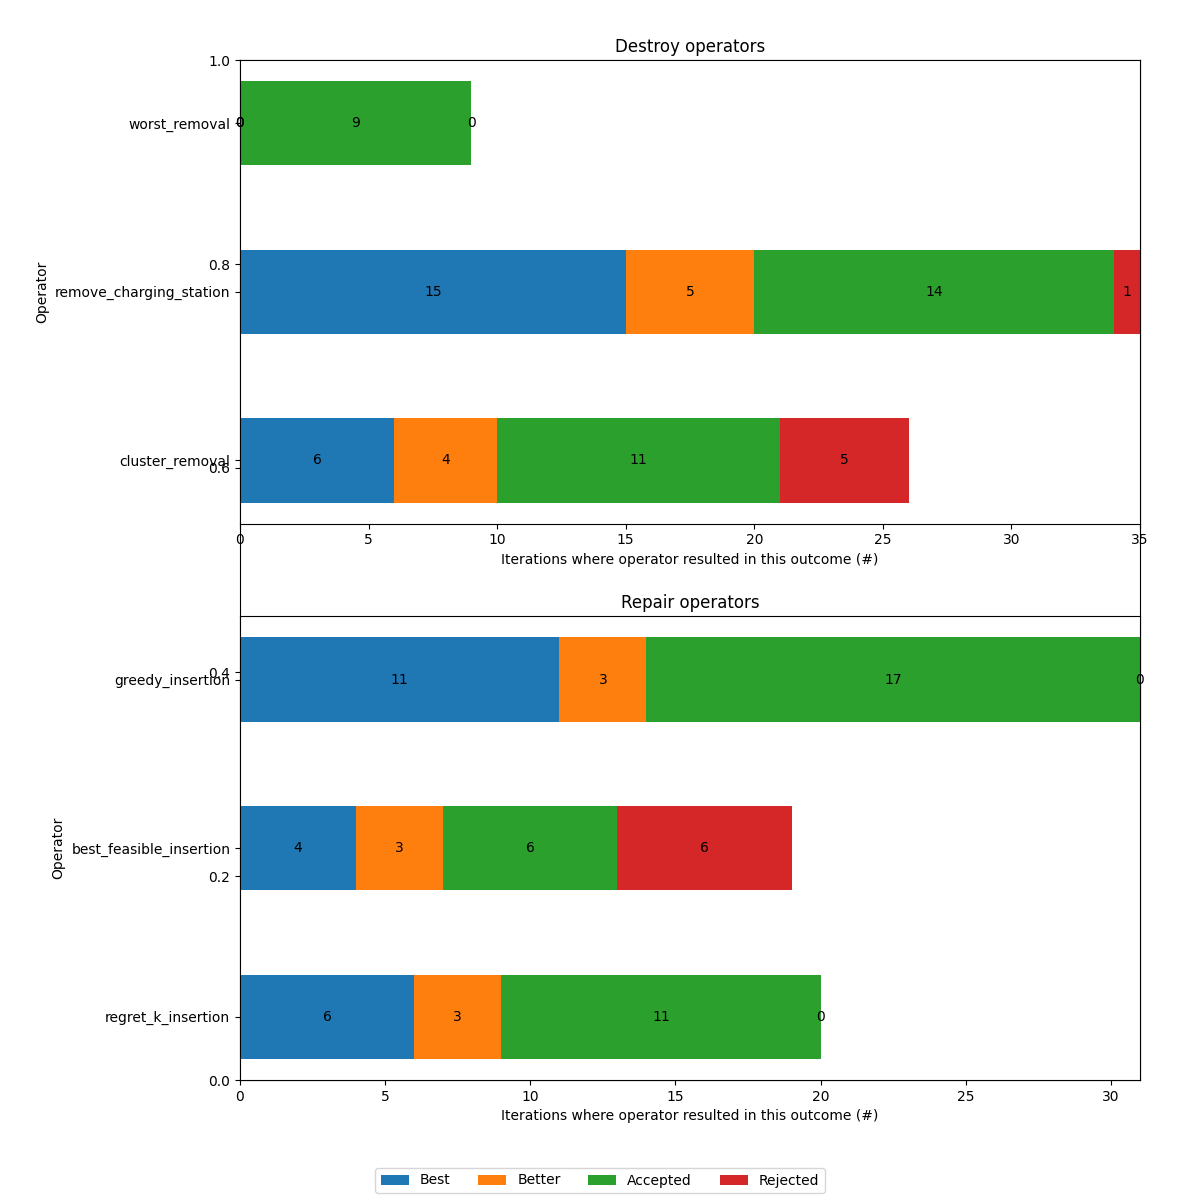 Destroy operators
1.0
worst_removal
0
0
9
0
0.8
Operator
remove_charging_station
15
5
14
1
cluster_removal
0.6
6
4
11
5
0 5 10 15 20 25 30 35
Iterations where operator resulted in this outcome (#)
Repair operators
0.4
greedy_insertion
11
3
17
0
Operator
best_feasible_insertion
4
3
6
6
0.2
regret_k_insertion
6
3
11
0
0.0
0 5 10 15 20 25 30
Iterations where operator resulted in this outcome (#)
Best Better Accepted Rejected